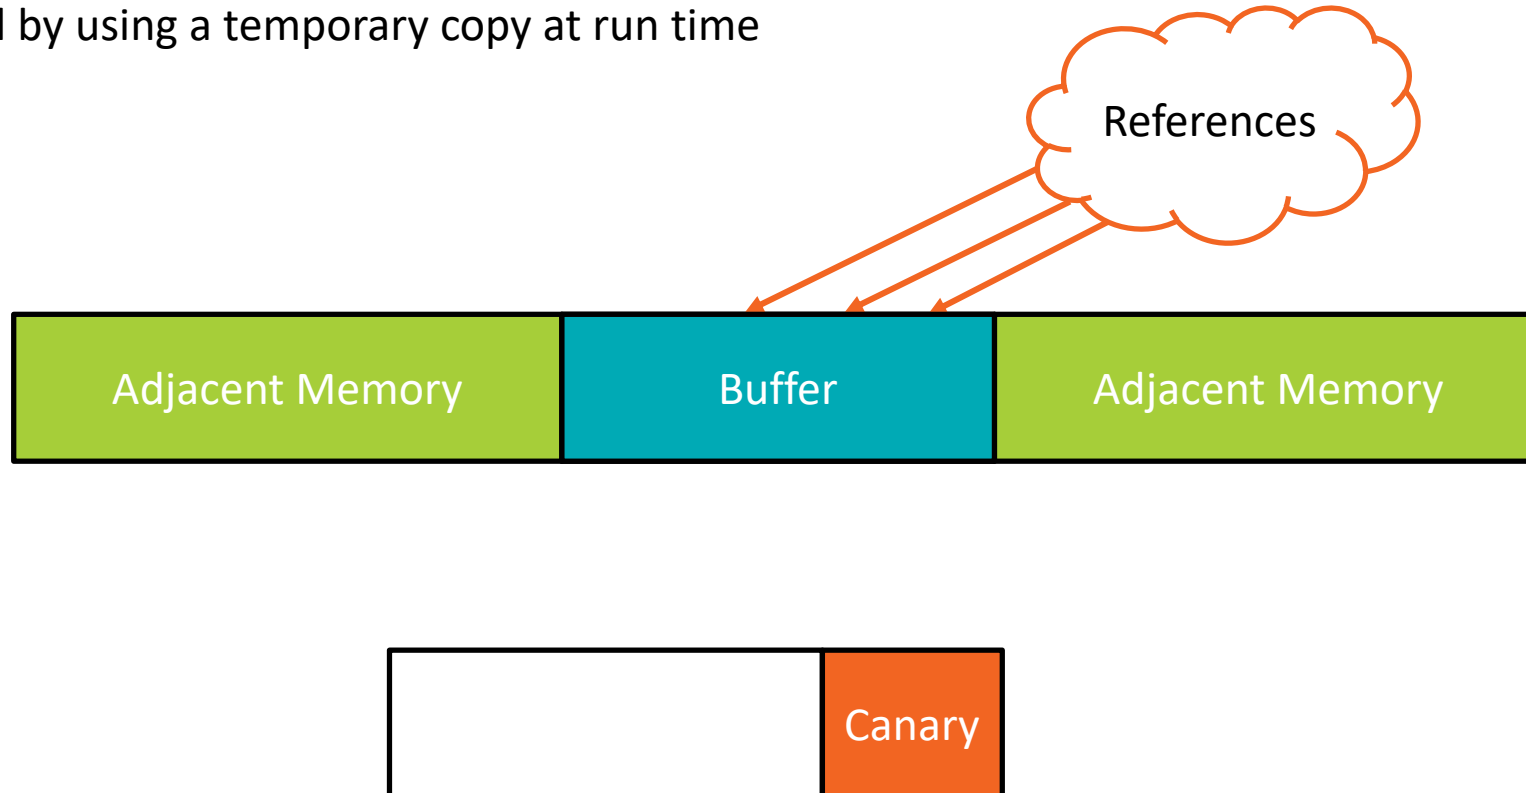 by using a temporary copy at run time
References
Adjacent Memory Buffer Adjacent Memory
Canary